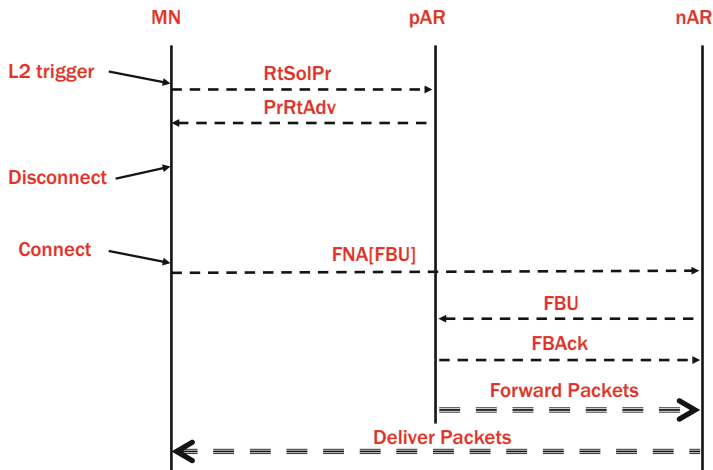 MN pAR nAR
L2 trigger
RtSolPr
PrRtAdv
Disconnect
Connect
FNA[FBU]
FBU
FBAck
Forward Packets
Deliver Packets